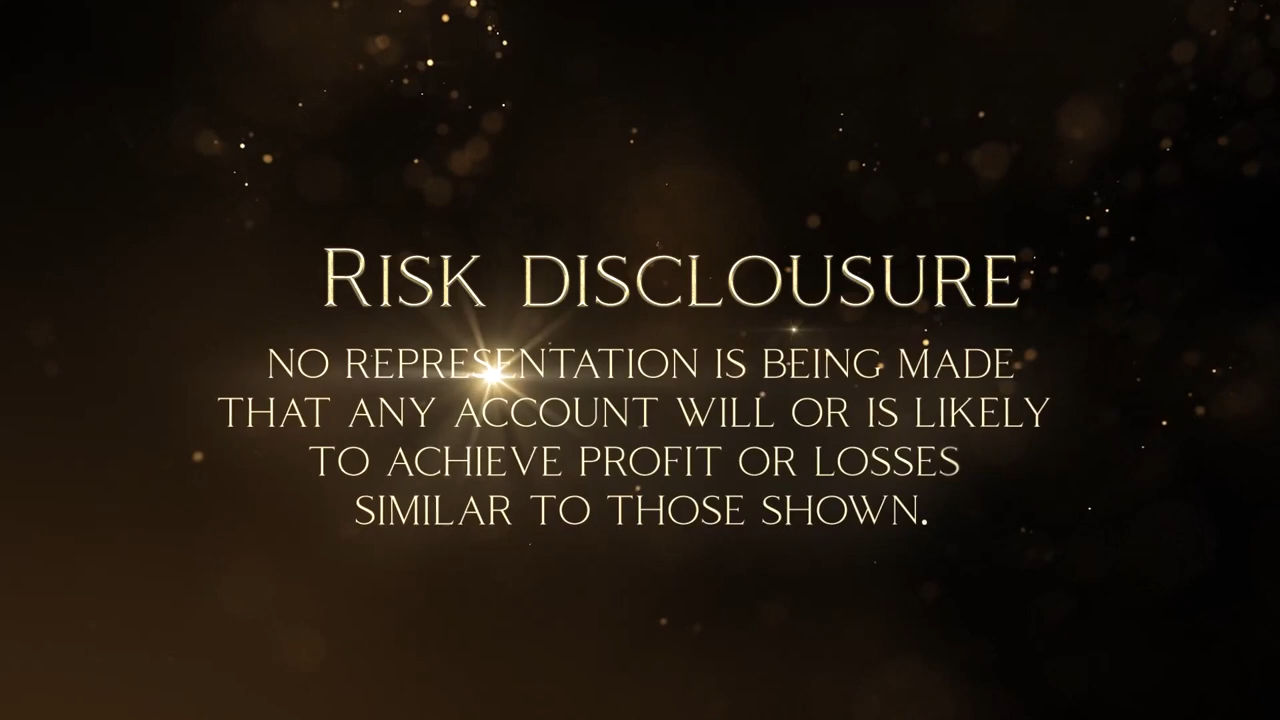 Risk disclousure
NO REPRESENTATION IS BEING MADE
THAT ANY ACCOUNT WILL OR IS LIKELY
TO ACHIEVE PROFIT OR LOSSES
SIMILAR TO THOSE SHOWN.